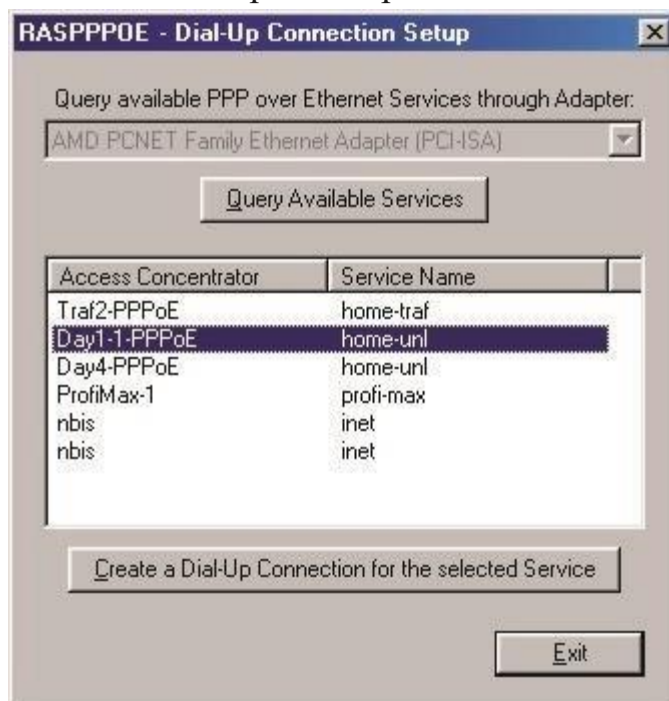 RASPPPOE - Dial-Up Connection Setup
Query available PPP over Ethernet Services through Adapter:
AMD PCNET Family Ethernet Adapter (PCI-ISA)
Query Available Services
Access Concentrator Service Name
Traf2-PPPoE home-traf
Day1-1-PPPoE home-unl
Day4-PPPoE home-unl
ProfiMax-1 profi-max
nbis inet
nbis inet
Create a Dial-Up Connection for the selected Service
Exit